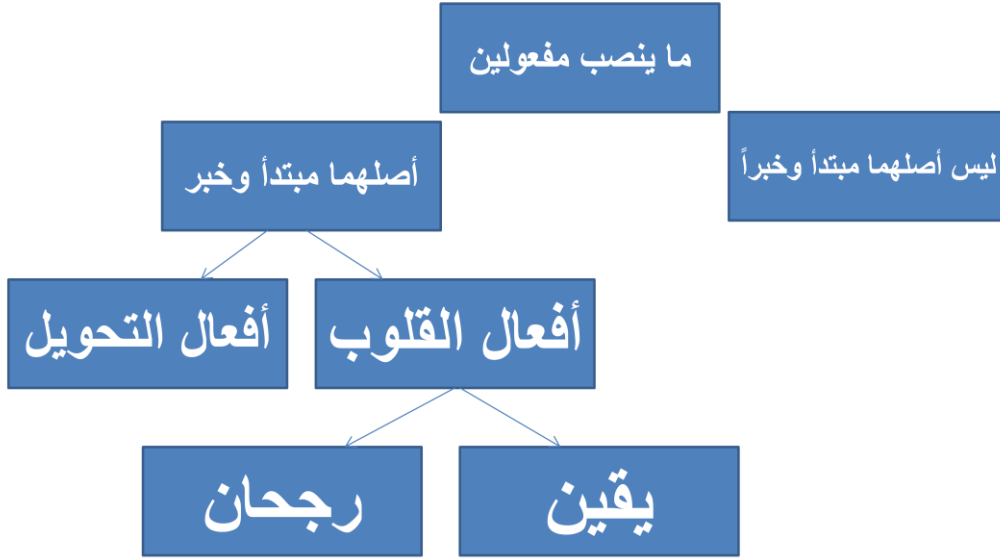 ما ينصب مفعولين
ليس أصلهما مبتدأ وخبراً
أصلهما مبتدأ وخبر
أفعال القلوب
أفعال التحويل
يقين
رجحان